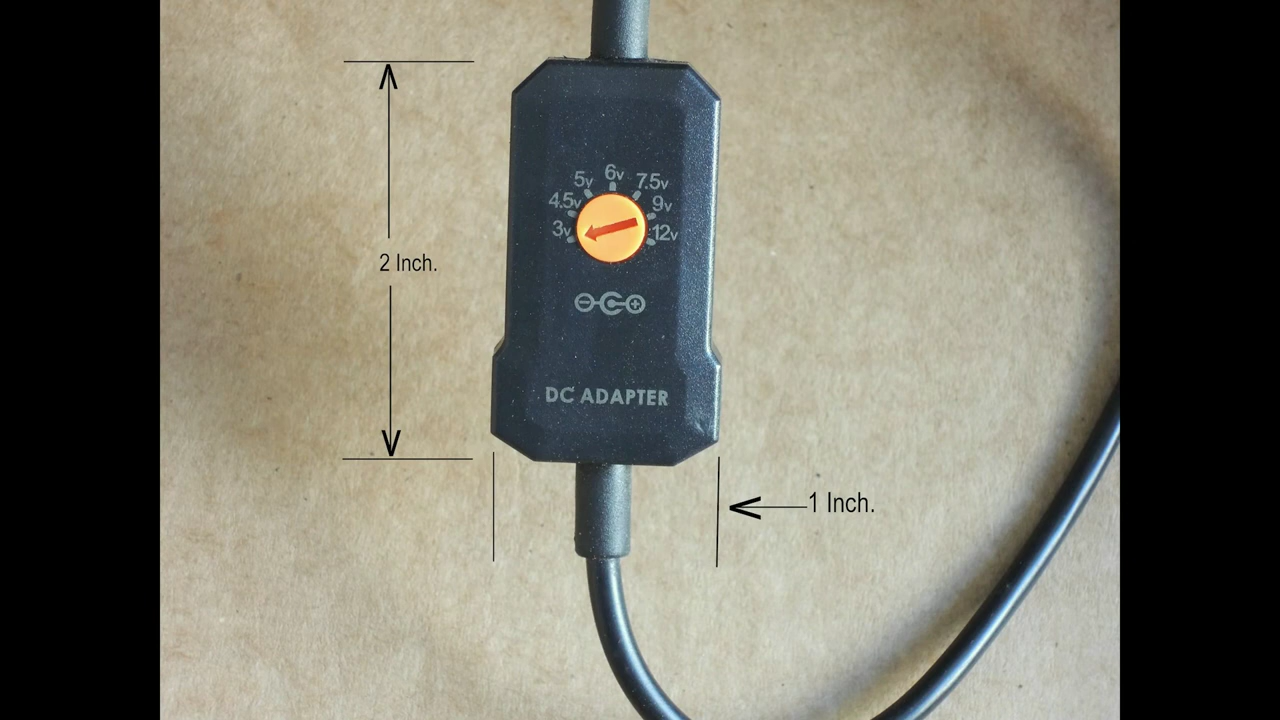 6v
5v 7.5v
4.5v 9v
3v 12v
2 Inch.
DC ADAPTER
1 Inch.